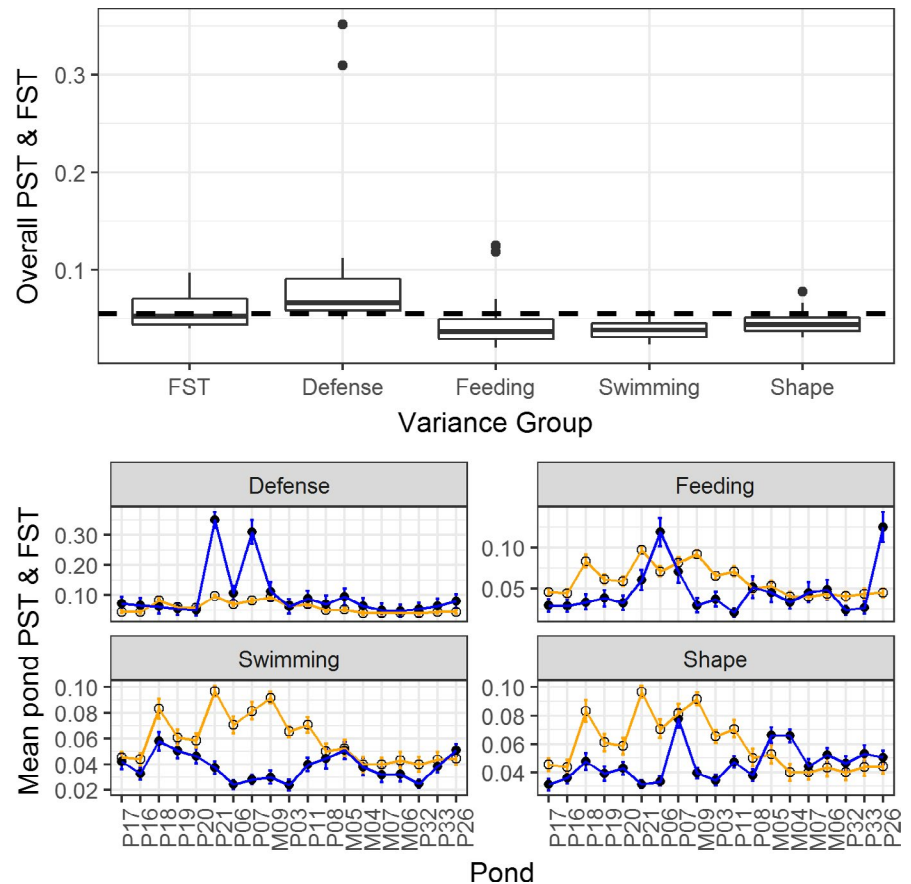 Overall PST & FST
0.3
0.2
0.1
FST Defense Feeding Swimming Shape
Variance Group
Mean pond PST & FST
Defense
0.30
0.20
0.10
Feeding
0.10
0.05
Swimming
0.10
0.08
0.06
0.04
0.02
Shape
0.10
0.08
0.06
0.04
P17 P16 P18 P19 P20 P21 P06 P07 M09 M03 P11 P08 M05 M04 M07 M06 P32 P33 P26
P17 P16 P18 P19 P20 P21 P06 P07 M09 P03 P11 P08 M05 M04 M07 M06 P32 P33 P26
Pond